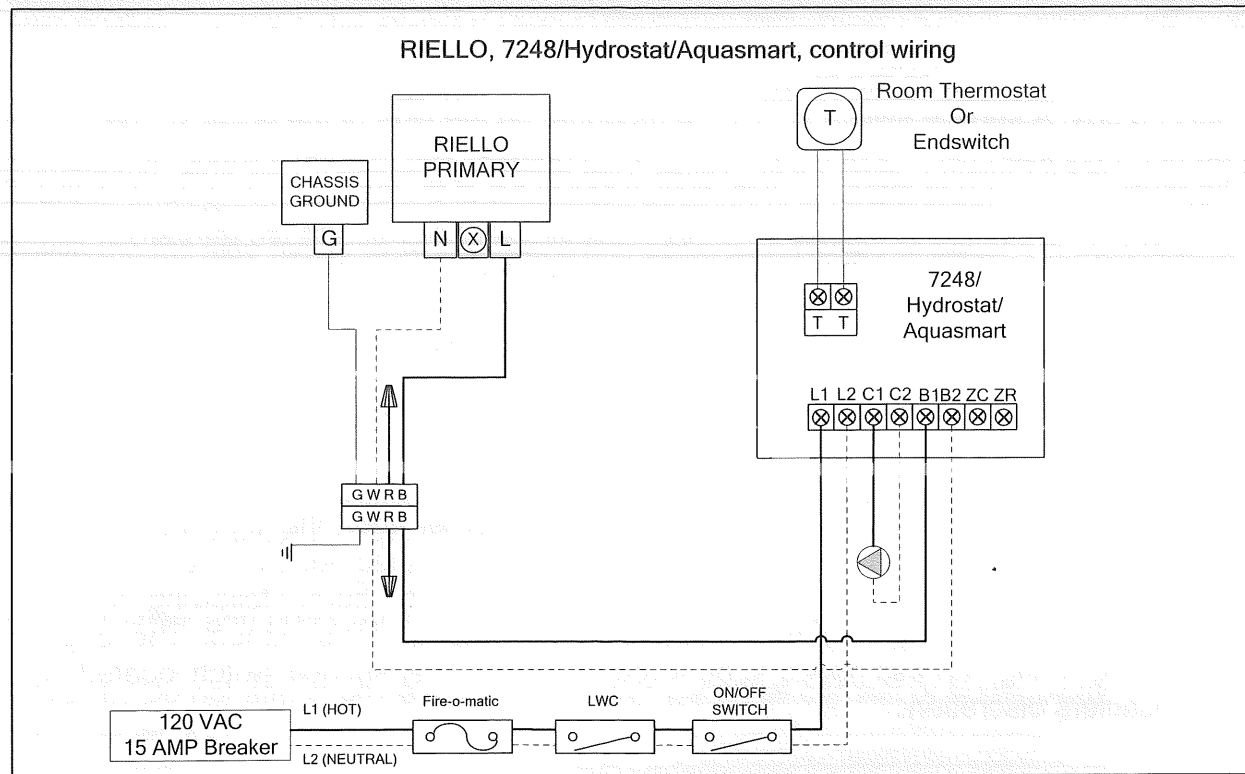 RIELLO, 7248/Hydrostat/Aquasmart, control wiring
Room Thermostat
Or
Endswitch
T
RIELLO
PRIMARY
CHASSIS
GROUND
G
N X L
7248/
Hydrostat/
Aquasmart
T T
L1 L2 C1 C2 B1 B2 ZC ZR
G W R B
G W R B
120 VAC
15 AMP Breaker
L1 (HOT)
L2 (NEUTRAL)
Fire-o-matic
LWC
ON/OFF
SWITCH